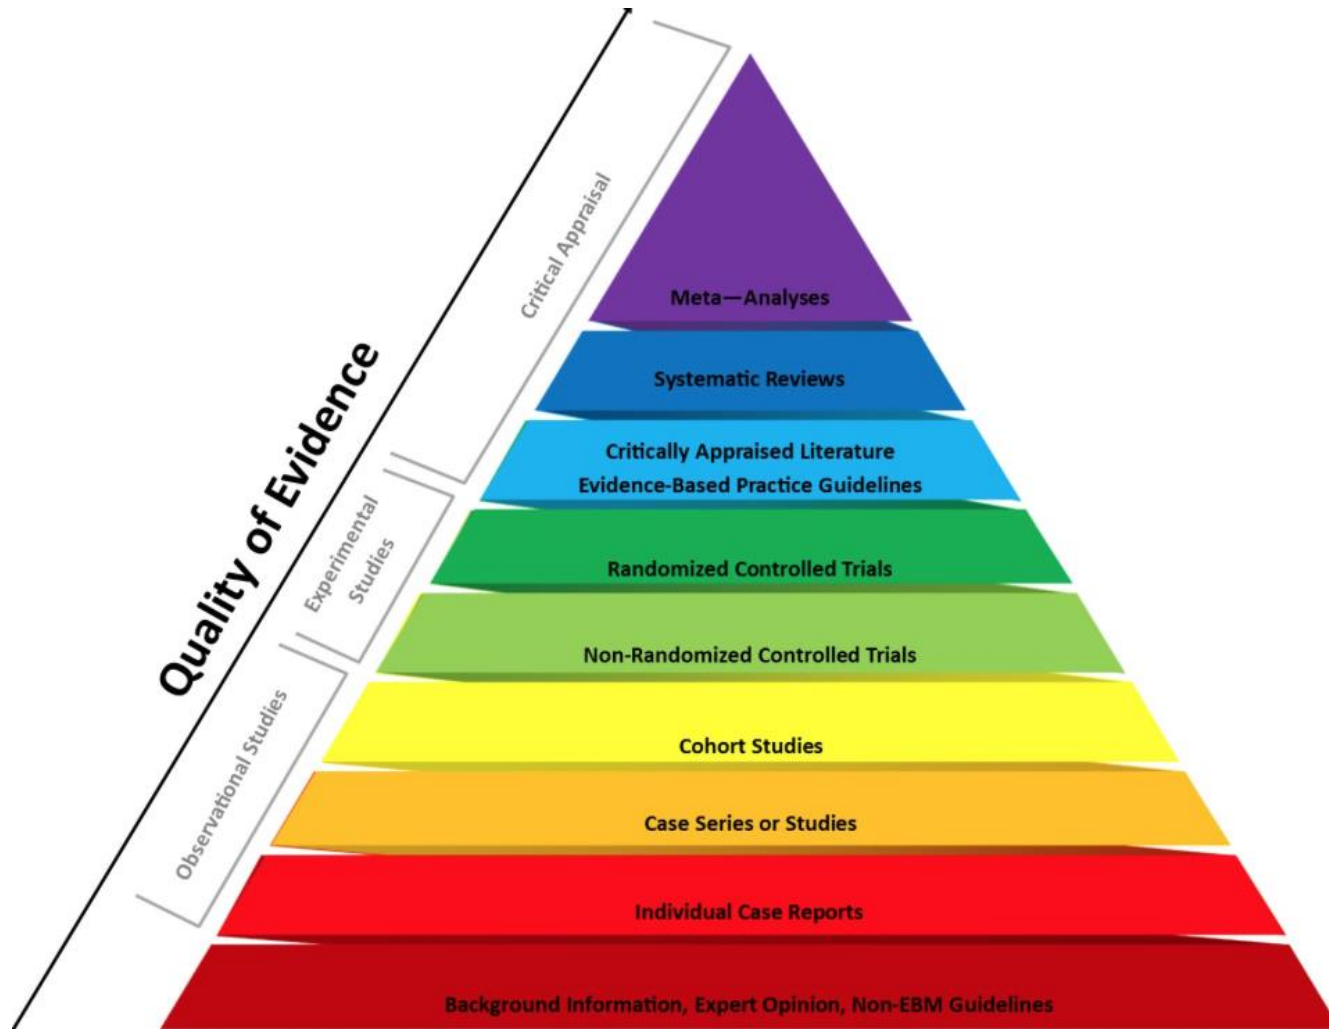 Quality of Evidence
Critical Appraisal
Experimental
Studies
Observational Studies
Meta—Analyses
Systematic Reviews
Critically Appraised Literature
Evidence-Based Practice Guidelines
Randomized Controlled Trials
Non-Randomized Controlled Trials
Cohort Studies
Case Series or Studies
Individual Case Reports
Background Information, Expert Opinion, Non-EBM Guidelines